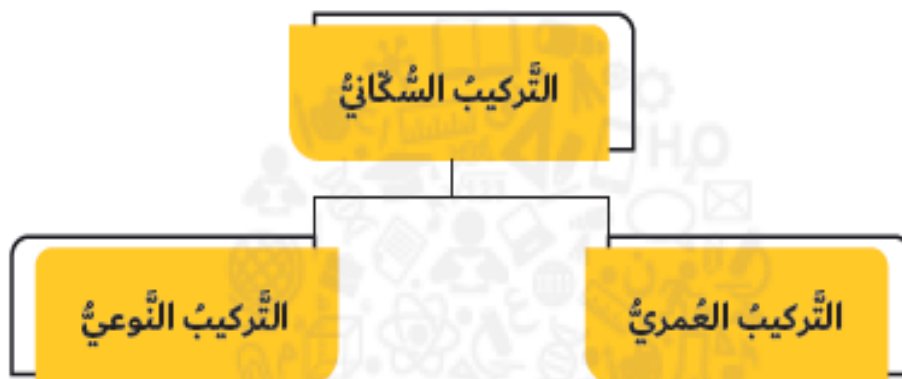 التَّركيبُ السُّكّانيُّ
التَّركيبُ العُمريُّ
التَّركيبُ النَّوعيُّ